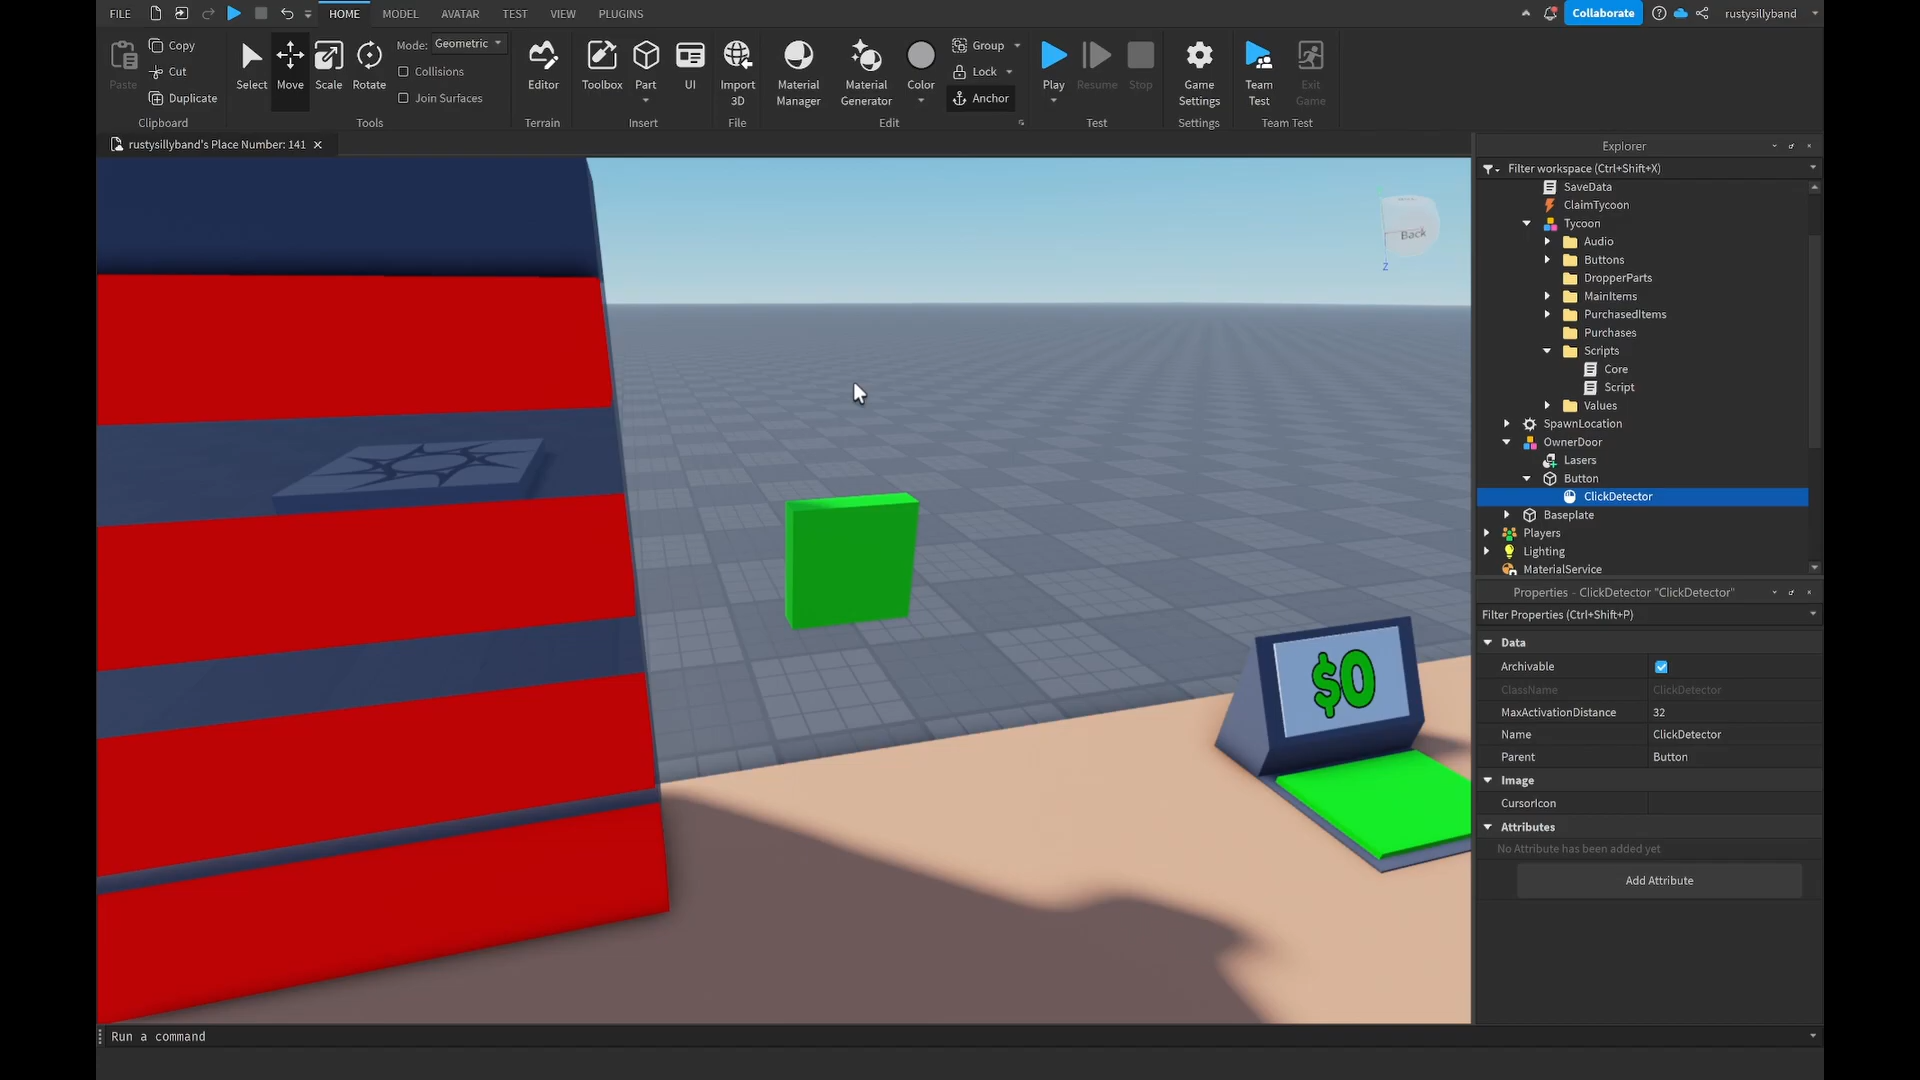 FILE HOME MODEL AVATAR TEST VIEW PLUGINS Collaborate rustysillyband
Paste Copy Cut Duplicate Clipboard
Select Move Scale Rotate Mode: Geometric Collisions Join Surfaces Tools
Editor Terrain
Toolbox Part UI Insert
Import 3D File
Material Manager Material Generator Color Group Lock Anchor Edit
Play Resume Stop Test
Game Settings Settings
Team Test Exit Game Team Test
rustysillyband's Place Number: 141
Back
Z
$0
Explorer
Filter workspace (Ctrl+Shift+X)
SaveData
ClaimTycoon
Tycoon
Audio
Buttons
DropperParts
MainItems
PurchasedItems
Purchases
Scripts
Core
Script
Values
SpawnLocation
OwnerDoor
Lasers
Button
ClickDetector
Baseplate
Players
Lighting
MaterialService
Properties - ClickDetector "ClickDetector"
Filter Properties (Ctrl+Shift+P)
Data
Archivable
ClassName ClickDetector
MaxActivationDistance 32
Name ClickDetector
Parent Button
Image
CursorIcon
Attributes
No Attribute has been added yet
Add Attribute
Run a command